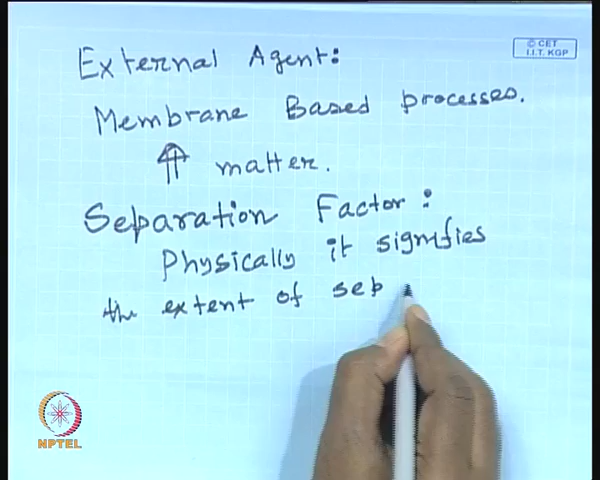 External Agent:
© CET
I.I.T. KGP
Membrane Based processes.
⇑ matter.
Separation Factor:
Physically it signifies
the extent of sep
NPTEL